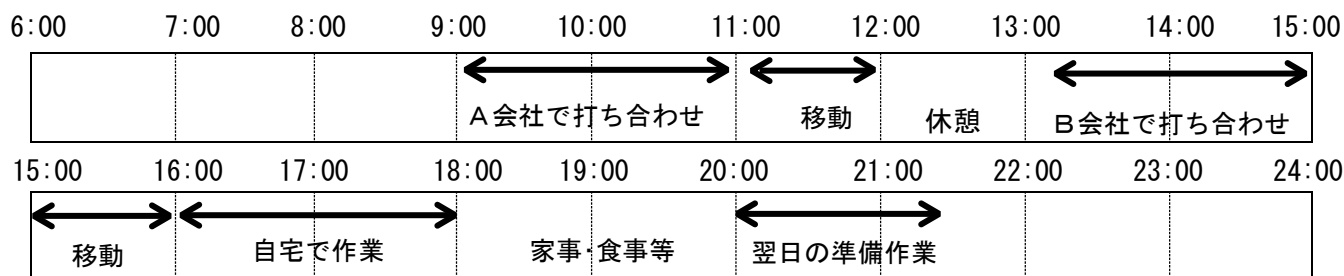 6:00 7:00 8:00 9:00 10:00 11:00 12:00 13:00 14:00 15:00
A会社で打ち合わせ 移動 休憩 B会社で打ち合わせ
15:00 16:00 17:00 18:00 19:00 20:00 21:00 22:00 23:00 24:00
移動 自宅で作業 家事・食事等 翌日の準備作業